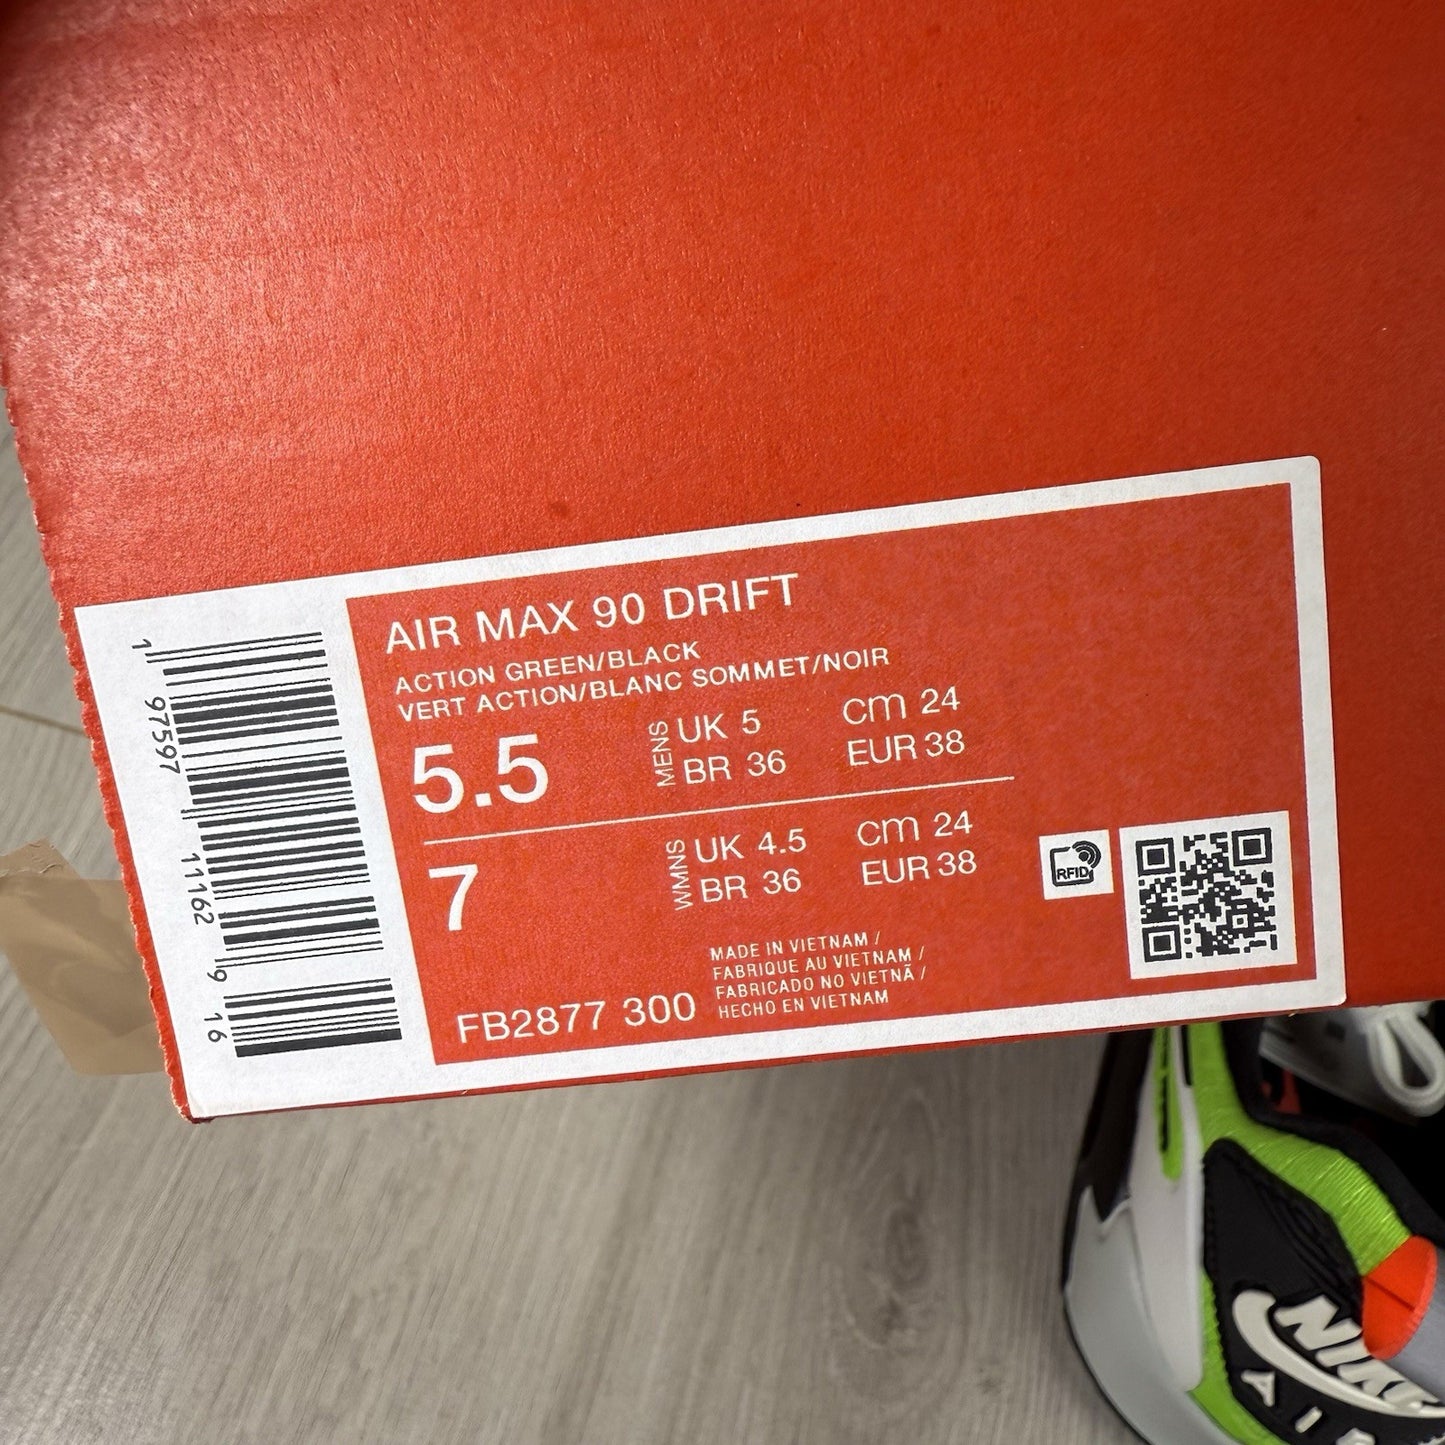 AIR MAX 90 DRIFT
ACTION GREEN/BLACK
VERT ACTION/BLANC SOMMET/NOIR
5.5
MENS
UK 5
BR 36
CM 24
EUR 38
7
WMNS
UK 4.5
BR 36
CM 24
EUR 38
MADE IN VIETNAM /
FABRIQUE AU VIETNAM /
FABRICADO NO VIETNÃ /
HECHO EN VIETNAM
FB2877 300
1 97597 11162 9 16
RFID
NIKE